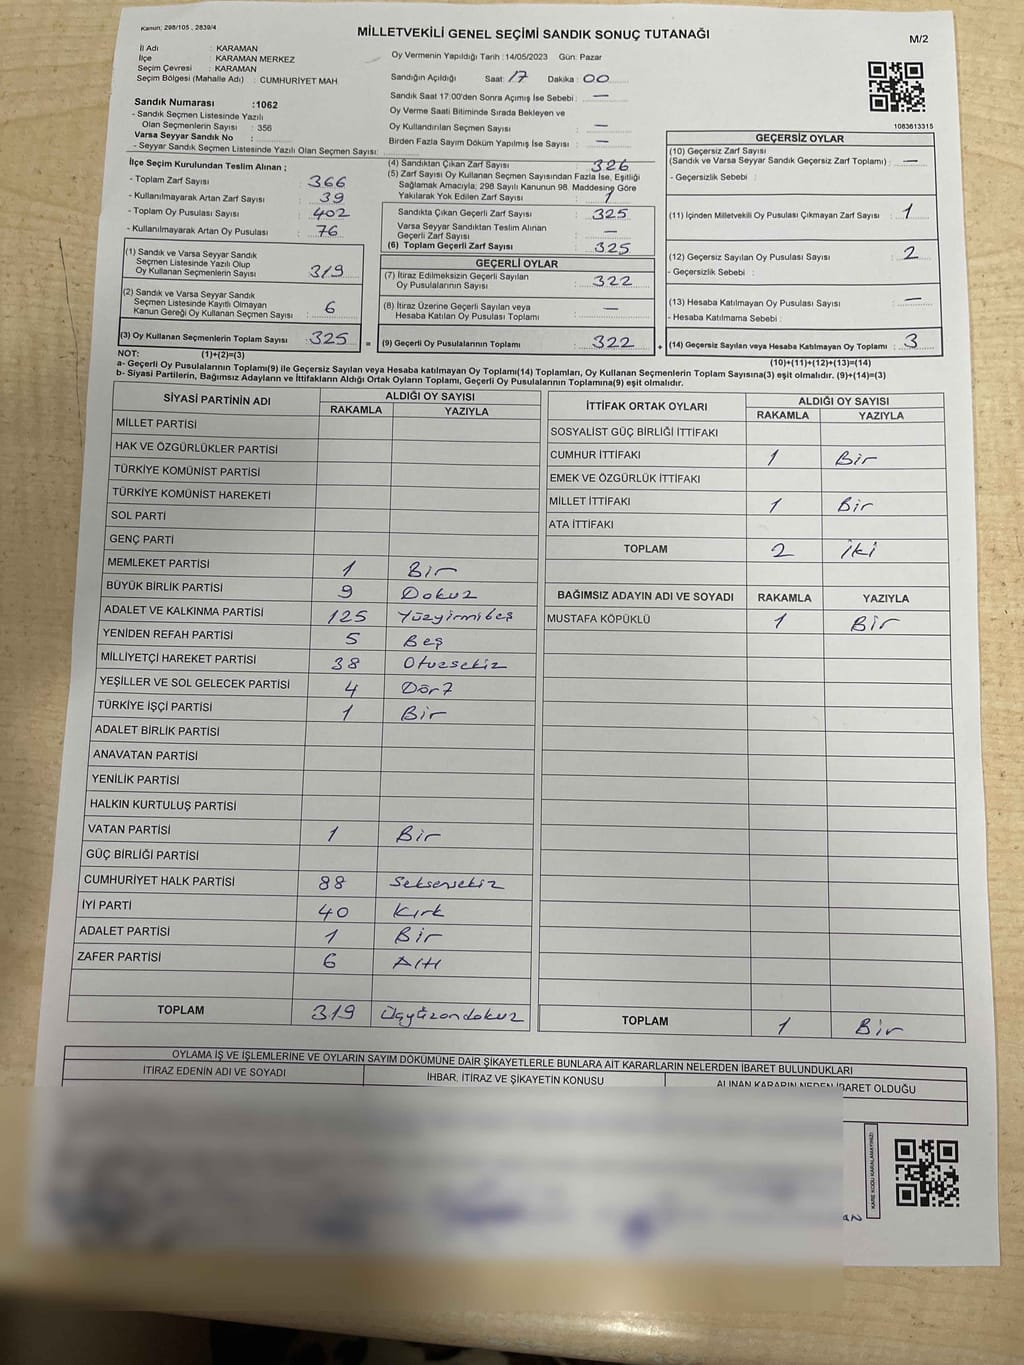 Kanun; 298/105 , 2839/4
MİLLETVEKİLİ GENEL SEÇİMİ SANDIK SONUÇ TUTANAĞI
M/2
İl Adı : KARAMAN
İlçe : KARAMAN MERKEZ
Seçim Çevresi : KARAMAN
Seçim Bölgesi (Mahalle Adı) : CUMHURİYET MAH
Sandık Numarası :1062
- Sandık Seçmen Listesinde Yazılı
Olan Seçmenlerin Sayısı : 356
Varsa Seyyar Sandık No :
- Seyyar Sandık Seçmen Listesinde Yazılı Olan Seçmen Sayısı:
İlçe Seçim Kurulundan Teslim Alınan ;
- Toplam Zarf Sayısı 366
- Kullanılmayarak Artan Zarf Sayısı 39
- Toplam Oy Pusulası Sayısı 402
- Kullanılmayarak Artan Oy Pusulası 76
(1) Sandık ve Varsa Seyyar Sandık
Seçmen Listesinde Yazılı Olup
Oy Kullanan Seçmenlerin Sayısı 319
(2) Sandık ve Varsa Seyyar Sandık
Seçmen Listesinde Kayıtlı Olmayan
Kanun Gereği Oy Kullanan Seçmen Sayısı : 6
(3) Oy Kullanan Seçmenlerin Toplam Sayısı : 325 =
Oy Vermenin Yapıldığı Tarih :14/05/2023 Gün: Pazar
Sandığın Açıldığı Saat: 17 Dakika: 00
Sandık Saat 17:00'den Sonra Açımış İse Sebebi : —
Oy Verme Saati Bitiminde Sırada Bekleyen ve
Oy Kullandırılan Seçmen Sayısı : —
Birden Fazla Sayım Döküm Yapılmış İse Sayısı : —
(4) Sandıktan Çıkan Zarf Sayısı : 326
(5) Zarf Sayısı Oy Kullanan Seçmen Sayısından Fazla İse, Eşitliği
Sağlamak Amacıyla; 298 Sayılı Kanunun 98. Maddesine Göre
Yakılarak Yok Edilen Zarf Sayısı : 1
Sandıkta Çıkan Geçerli Zarf Sayısı : 325
Varsa Seyyar Sandıktan Teslim Alınan
Geçerli Zarf Sayısı : —
(6) Toplam Geçerli Zarf Sayısı : 325
GEÇERLİ OYLAR
(7) İtiraz Edilmeksizin Geçerli Sayılan
Oy Pusulalarının Sayısı : 322
(8) İtiraz Üzerine Geçerli Sayılan veya
Hesaba Katılan Oy Pusulası Toplamı : —
(9) Geçerli Oy Pusulalarının Toplamı : 322 +
1083613315
GEÇERSİZ OYLAR
(10) Geçersiz Zarf Sayısı
(Sandık ve Varsa Seyyar Sandık Geçersiz Zarf Toplamı) : —
- Geçersizlik Sebebi :
(11) İçinden Milletvekili Oy Pusulası Çıkmayan Zarf Sayısı : 1
(12) Geçersiz Sayılan Oy Pusulası Sayısı : 2
- Geçersizlik Sebebi :
(13) Hesaba Katılmayan Oy Pusulası Sayısı : —
- Hesaba Katılmama Sebebi :
(14) Geçersiz Sayılan veya Hesaba Katılmayan Oy Pusulası Toplamı : 3
NOT: (1)+(2)=(3)
(10)+(11)+(12)+(13)=(14)
a- Geçerli Oy Pusulalarının Toplamı(9) ile Geçersiz Sayılan veya Hesaba katılmayan Oy Toplamı(14) Toplamları, Oy Kullanan Seçmenlerin Toplam Sayısına(3) eşit olmalıdır. (9)+(14)=(3)
b- Siyasi Partilerin, Bağımsız Adayların ve İttifakların Aldığı Ortak Oyların Toplamı, Geçerli Oy Pusulalarının Toplamına(9) eşit olmalıdır.
SİYASİ PARTİNİN ADI ALDIĞI OY SAYISI
RAKAMLA YAZIYLA
MİLLET PARTİSİ
HAK VE ÖZGÜRLÜKLER PARTİSİ
TÜRKİYE KOMÜNİST PARTİSİ
TÜRKİYE KOMÜNİST HAREKETİ
SOL PARTİ
GENÇ PARTİ
MEMLEKET PARTİSİ 1 Bir
BÜYÜK BİRLİK PARTİSİ 9 Dokuz
ADALET VE KALKINMA PARTİSİ 125 Yüzyirmibeş
YENİDEN REFAH PARTİSİ 5 Beş
MİLLİYETÇİ HAREKET PARTİSİ 38 Otuzsekiz
YEŞİLLER VE SOL GELECEK PARTİSİ 4 Dört
TÜRKİYE İŞÇİ PARTİSİ 1 Bir
ADALET BİRLİK PARTİSİ
ANAVATAN PARTİSİ
YENİLİK PARTİSİ
HALKIN KURTULUŞ PARTİSİ
VATAN PARTİSİ 1 Bir
GÜÇ BİRLİĞİ PARTİSİ
CUMHURİYET HALK PARTİSİ 88 Seksensekiz
İYİ PARTİ 40 Kırk
ADALET PARTİSİ 1 Bir
ZAFER PARTİSİ 6 Altı
TOPLAM 319 Üçyüzondokuz
İTTİFAK ORTAK OYLARI ALDIĞI OY SAYISI
RAKAMLA YAZIYLA
SOSYALİST GÜÇ BİRLİĞİ İTTİFAKI
CUMHUR İTTİFAKI 1 Bir
EMEK VE ÖZGÜRLÜK İTTİFAKI
MİLLET İTTİFAKI 1 Bir
ATA İTTİFAKI
TOPLAM 2 İki
BAĞIMSIZ ADAYIN ADI VE SOYADI RAKAMLA YAZIYLA
MUSTAFA KÖPÜKLÜ 1 Bir
TOPLAM 1 Bir
OYLAMA İŞ VE İŞLEMLERİNE VE OYLARIN SAYIM DÖKÜMÜNE DAİR ŞİKAYETLERLE BUNLARA AİT KARARLARIN NELERDEN İBARET BULUNDUKLARI
İTİRAZ EDENİN ADI VE SOYADI İHBAR, İTİRAZ VE ŞİKAYETİN KONUSU ALINAN KARARIN NEDEN İBARET OLDUĞU
KARE KODU KARALAMAYINIZ!